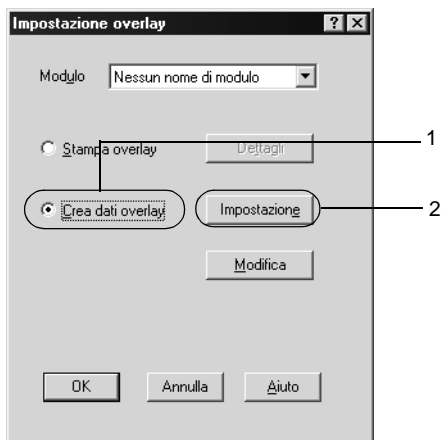 Impostazione overlay
Modulo Nessun nome di modulo
Stampa overlay Dettagli 1
Crea dati overlay Impostazione 2
Modifica
OK Annulla Aiuto